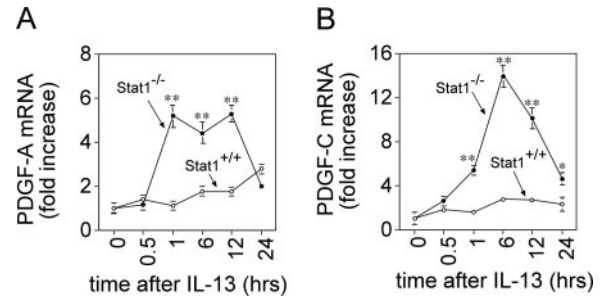 A
PDGF-A mRNA
(fold increase)
8
6
4
2
0
Stat1-/-
**
**
**
Stat1+/+
0
0.5
1
6
12
24
time after IL-13 (hrs)
B
PDGF-C mRNA
(fold increase)
16
12
8
4
0
Stat1-/-
**
**
**
*
Stat1+/+
0
0.5
1
6
12
24
time after IL-13 (hrs)